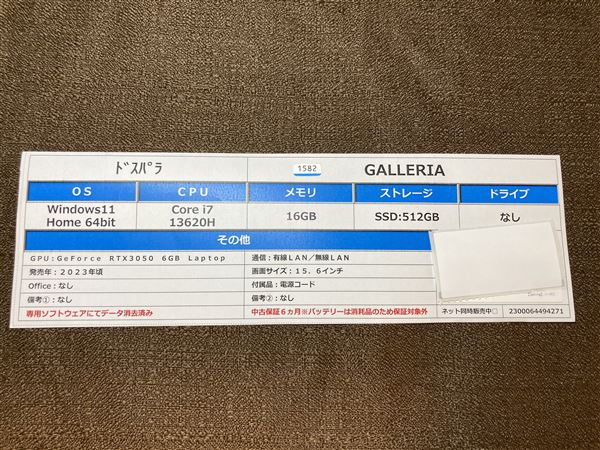 ﾄﾞｽﾊﾟﾗ 1582 GALLERIA
ＯＳ ＣＰＵ メモリ ストレージ ドライブ
Windows11 Home 64bit Core i7 13620H 16GB SSD:512GB なし
その他
GPU:GeForce RTX3050 6GB Laptop 通信：有線ＬＡＮ／無線ＬＡＮ
発売年：２０２３年頃 画面サイズ：１５．６インチ
Office：なし 付属品：電源コード
備考①：なし 備考②：なし
専用ソフトウェアにてデータ消去済み 中古保証６ヵ月※バッテリーは消耗品のため保証対象外 ネット同時販売中□ 2300064494271